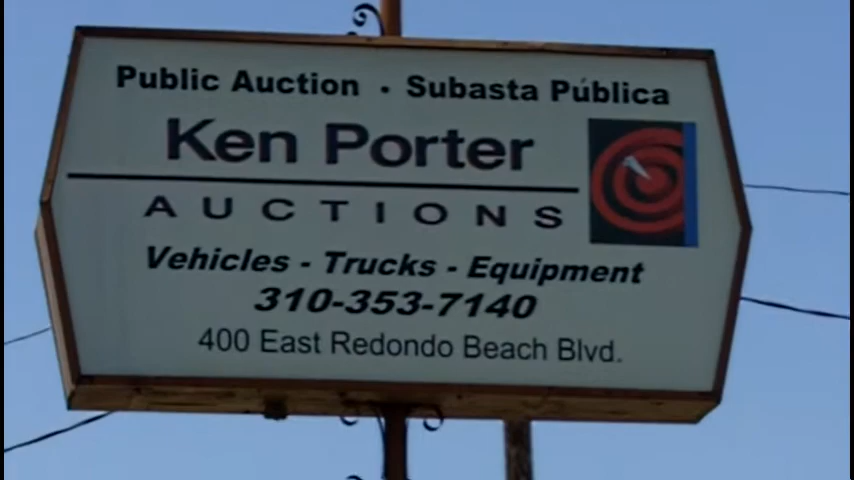 Public Auction · Subasta Pública
Ken Porter
AUCTIONS
Vehicles - Trucks - Equipment
310-353-7140
400 East Redondo Beach Blvd.